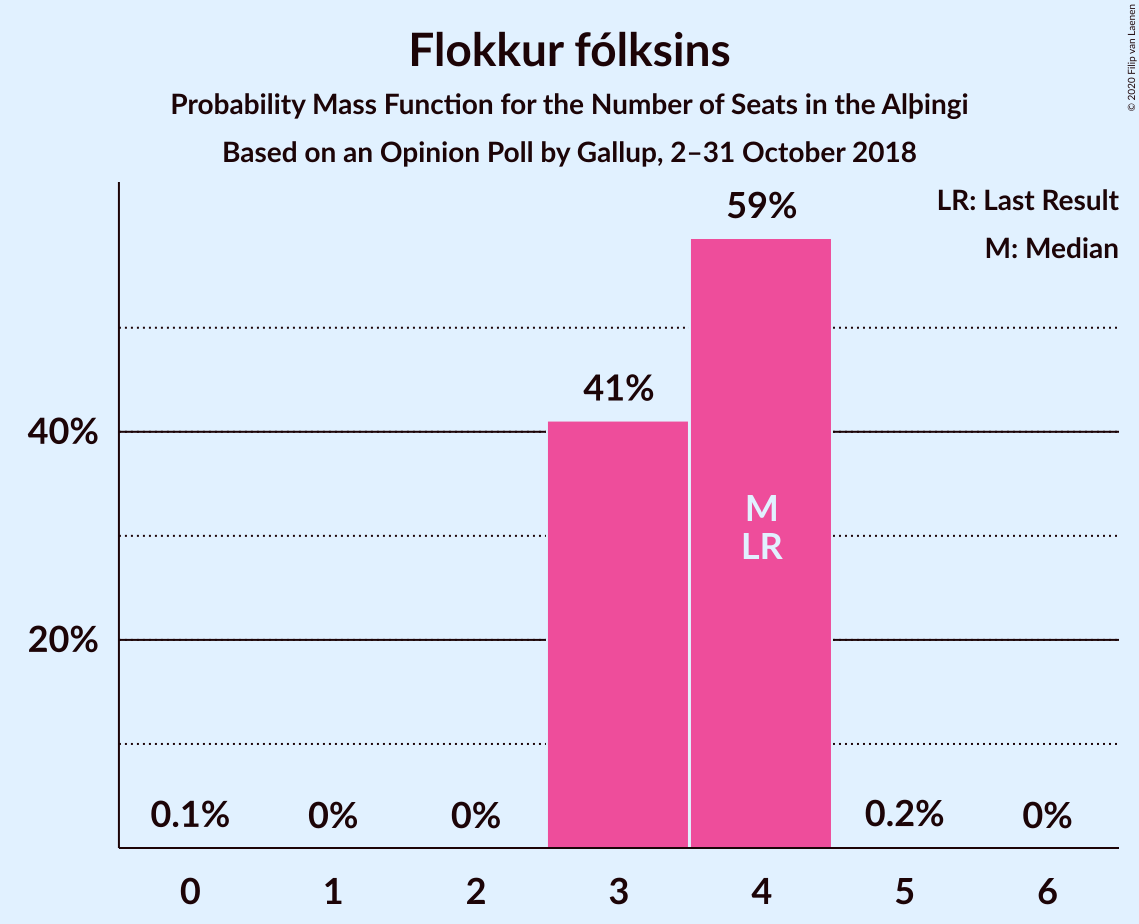 Flokkur fólksins
Probability Mass Function for the Number of Seats in the Alþingi
Based on an Opinion Poll by Gallup, 2–31 October 2018
© 2020 Filip van Laenen
LR: Last Result
M: Median
59%
41%
40%
M
LR
20%
0.1% 0% 0% 0.2% 0%
0 1 2 3 4 5 6